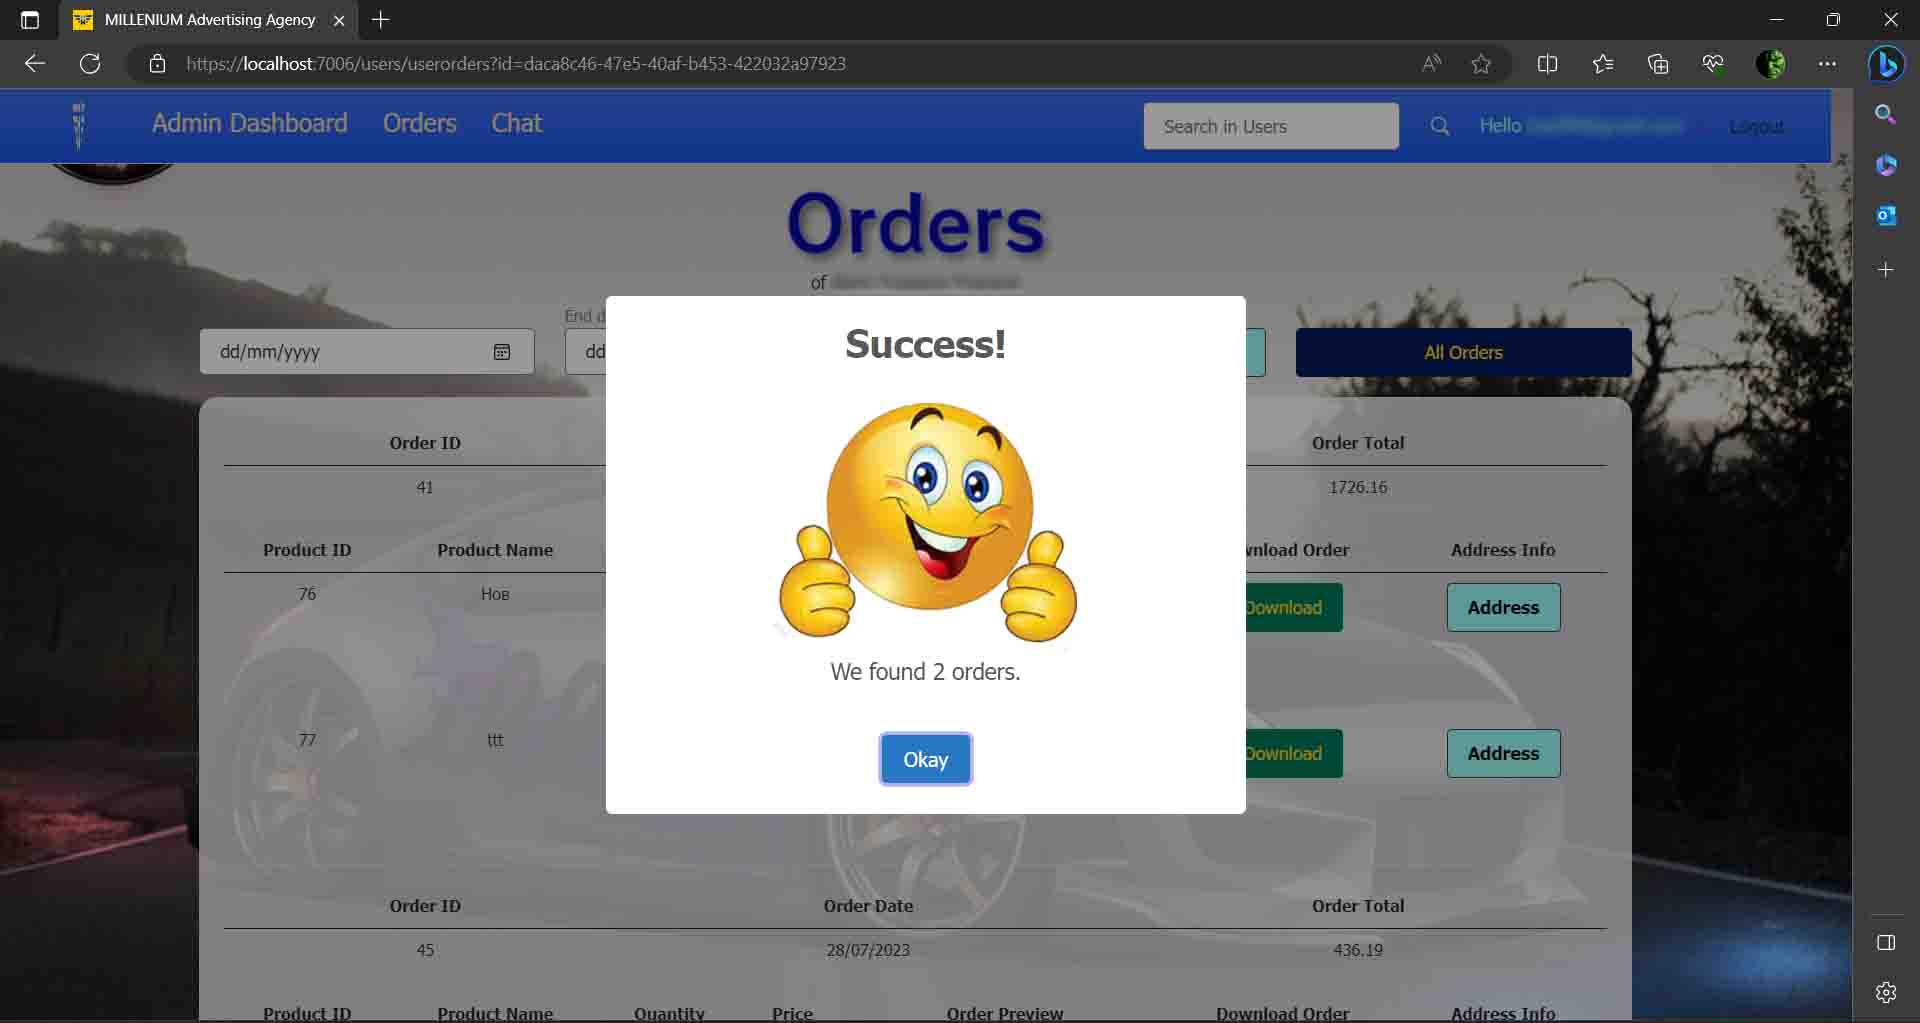 MILLENIUM Advertising Agency
https://localhost:7006/users/userorders?id=daca8c46-47e5-40af-b453-422032a97923
Admin Dashboard Orders Chat Search in Users Hello Logout
Orders
of
End d
dd/mm/yyyy dd All Orders
Success!
Order ID Order Total
41 1726.16
Product ID Product Name wnload Order Address Info
76 Нов Download Address
We found 2 orders.
77 ttt Download Address
Okay
Order ID Order Date Order Total
45 28/07/2023 436.19
Product ID Product Name Quantity Price Order Preview Download Order Address Info